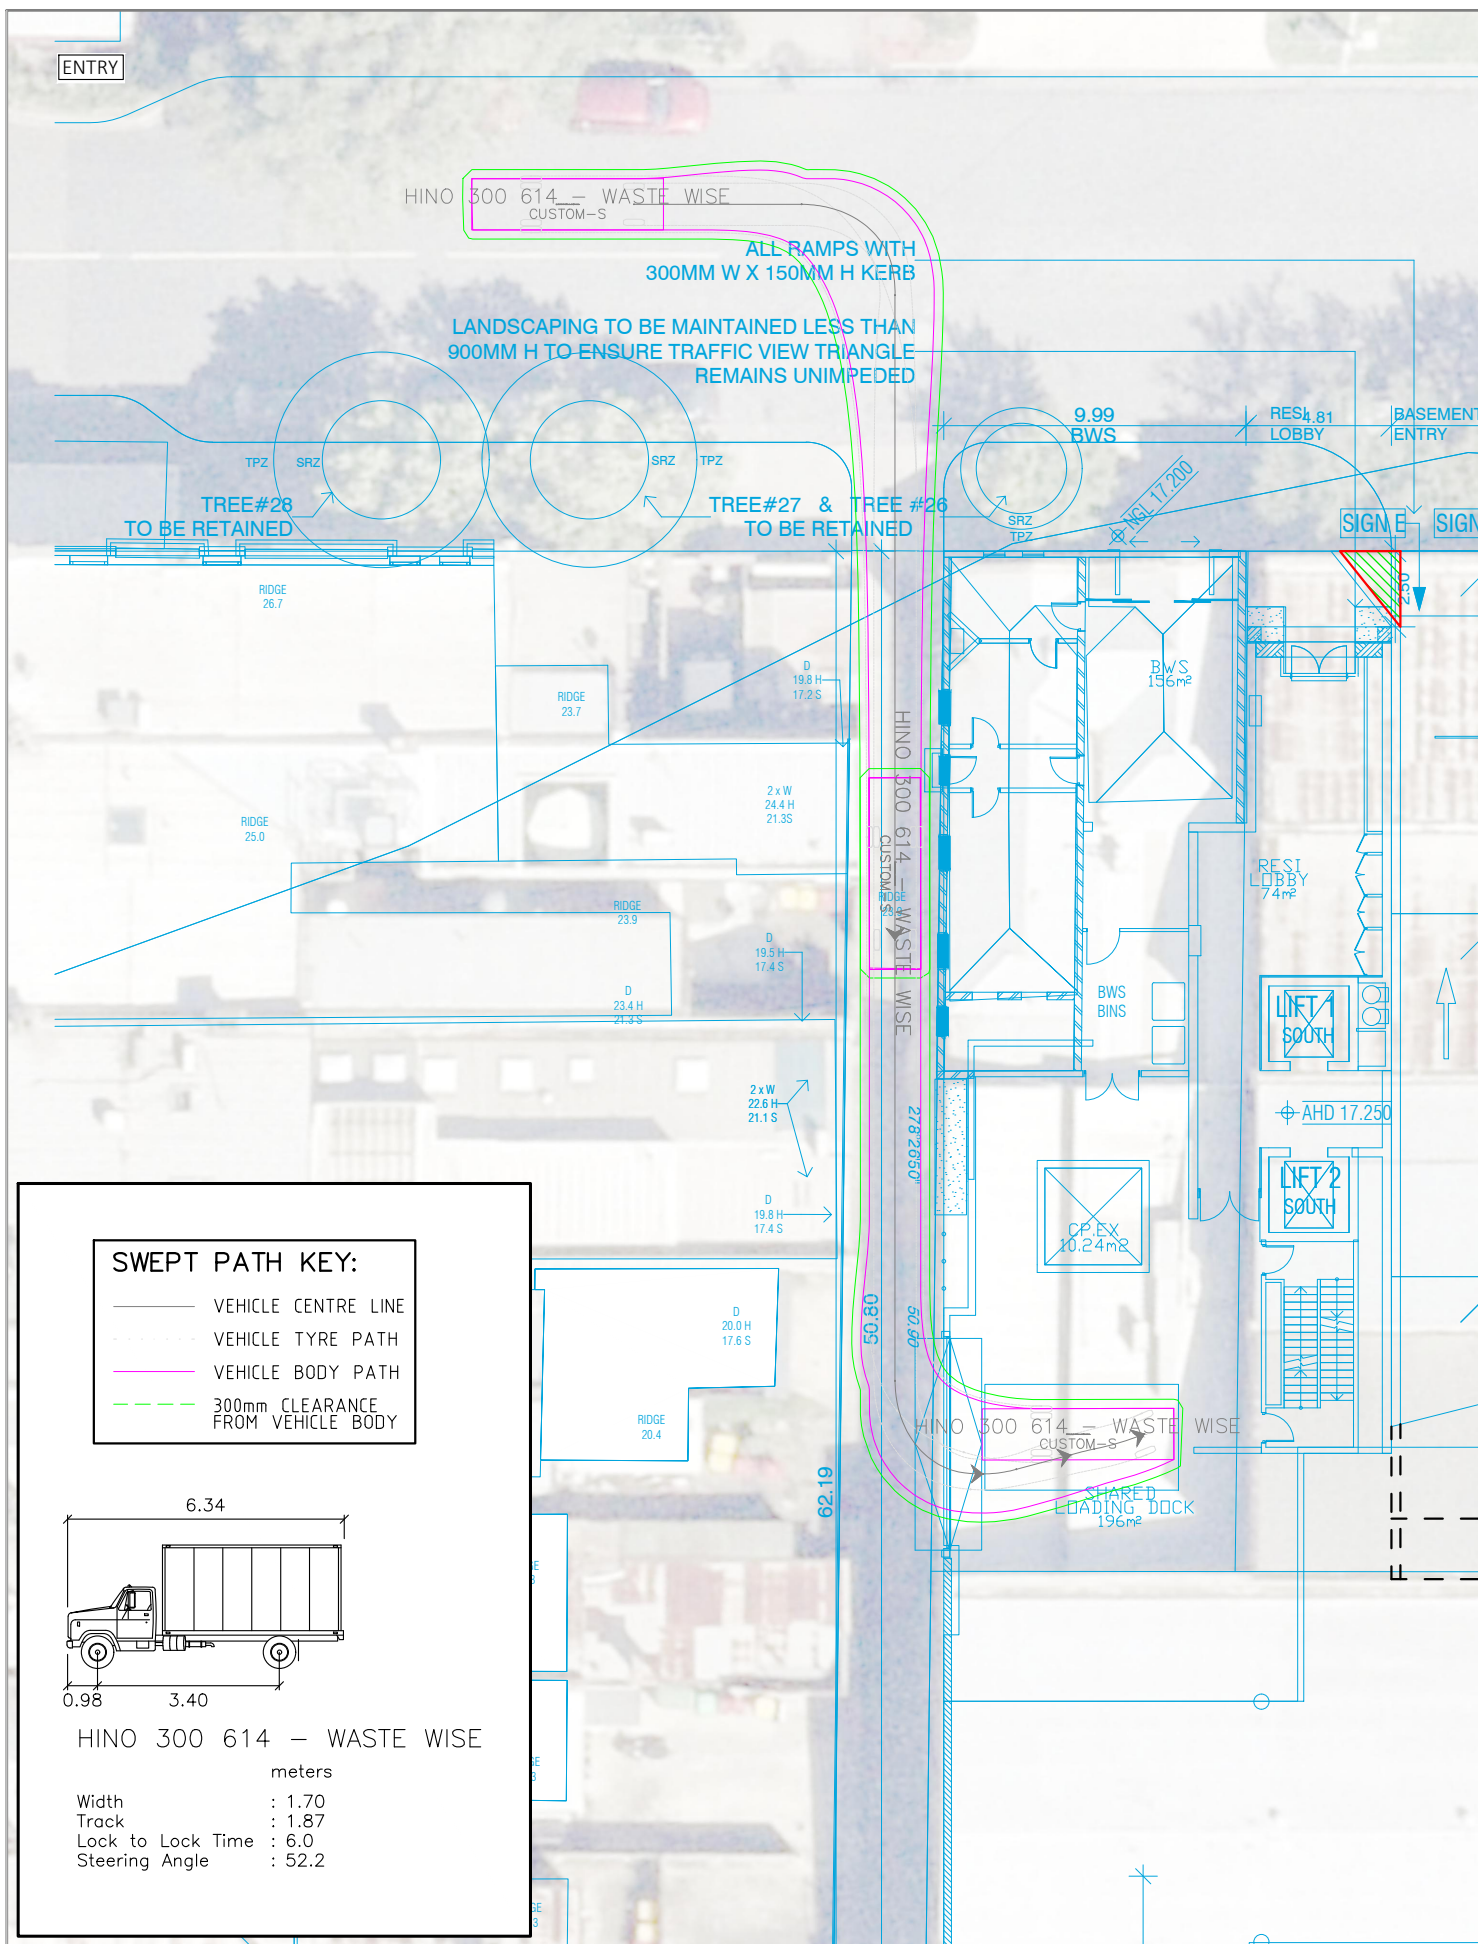 ENTRY
HINO 300 614 - WASTE WISE
CUSTOM-S
ALL RAMPS WITH
300MM W X 150MM H KERB
LANDSCAPING TO BE MAINTAINED LESS THAN
900MM H TO ENSURE TRAFFIC VIEW TRIANGLE
REMAINS UNIMPEDED
9.99
BWS
RESI
LOBBY
4.81
BASEMENT
ENTRY
TPZ
SRZ
SRZ
TPZ
TREE#28
TO BE RETAINED
TREE#27 & TREE #26
TO BE RETAINED
SRZ
TPZ
NGL 17.200
SIGN E
SIGN
2.50
RIDGE
26.7
RIDGE
23.7
D
19.8 H
17.2 S
BWS
156m²
2 x W
24.4 H
21.3S
RIDGE
25.0
HINO 300 614 - WASTE WISE
CUSTOM-S
RIDGE
RESI
LOBBY
74m²
RIDGE
23.9
D
19.5 H
17.4 S
D
23.4 H
21.3 S
BWS
BINS
LIFT 1
SOUTH
2 x W
22.6 H
21.1 S
278°26'50"
AHD 17.250
D
19.8 H
17.4 S
LIFT 2
SOUTH
CP.EX
10.24m2
50.80
50.90
D
20.0 H
17.6 S
RIDGE
20.4
HINO 300 614 - WASTE WISE
CUSTOM-S
SHARED
LOADING DOCK
196m²
62.19
SWEPT PATH KEY:
VEHICLE CENTRE LINE
VEHICLE TYRE PATH
VEHICLE BODY PATH
300mm CLEARANCE
FROM VEHICLE BODY
6.34
0.98
3.40
HINO 300 614 - WASTE WISE
meters
Width : 1.70
Track : 1.87
Lock to Lock Time : 6.0
Steering Angle : 52.2